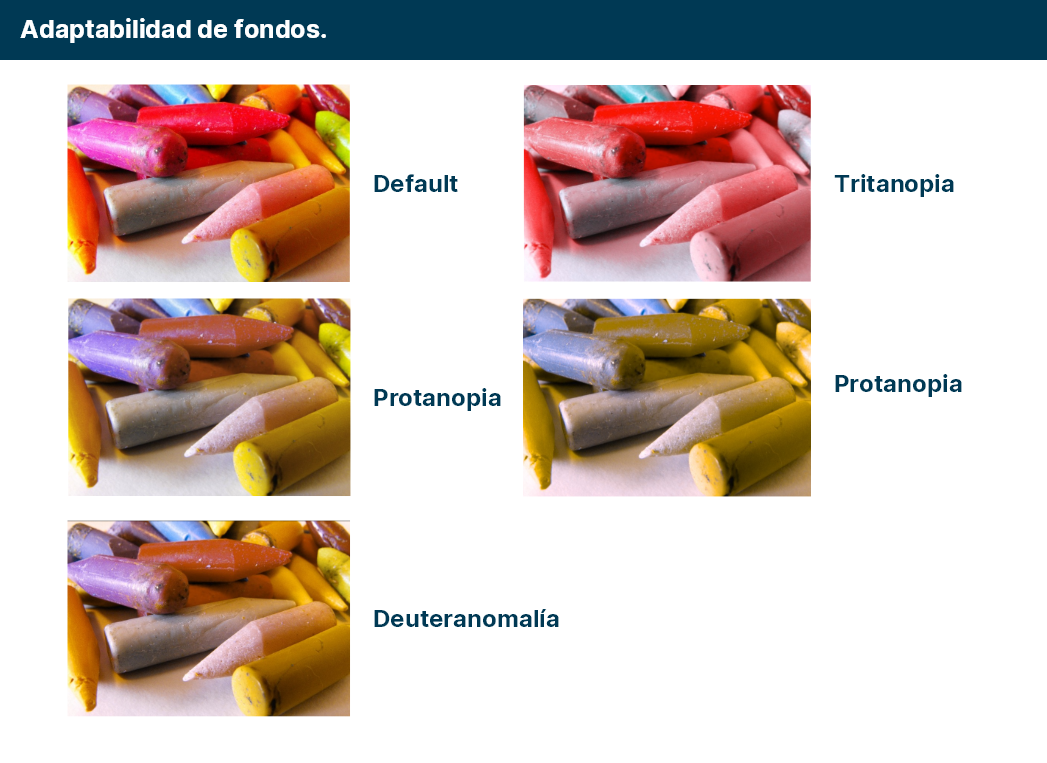 Adaptabilidad de fondos.
Default
Tritanopia
Protanopia
Protanopia
Deuteranomalía